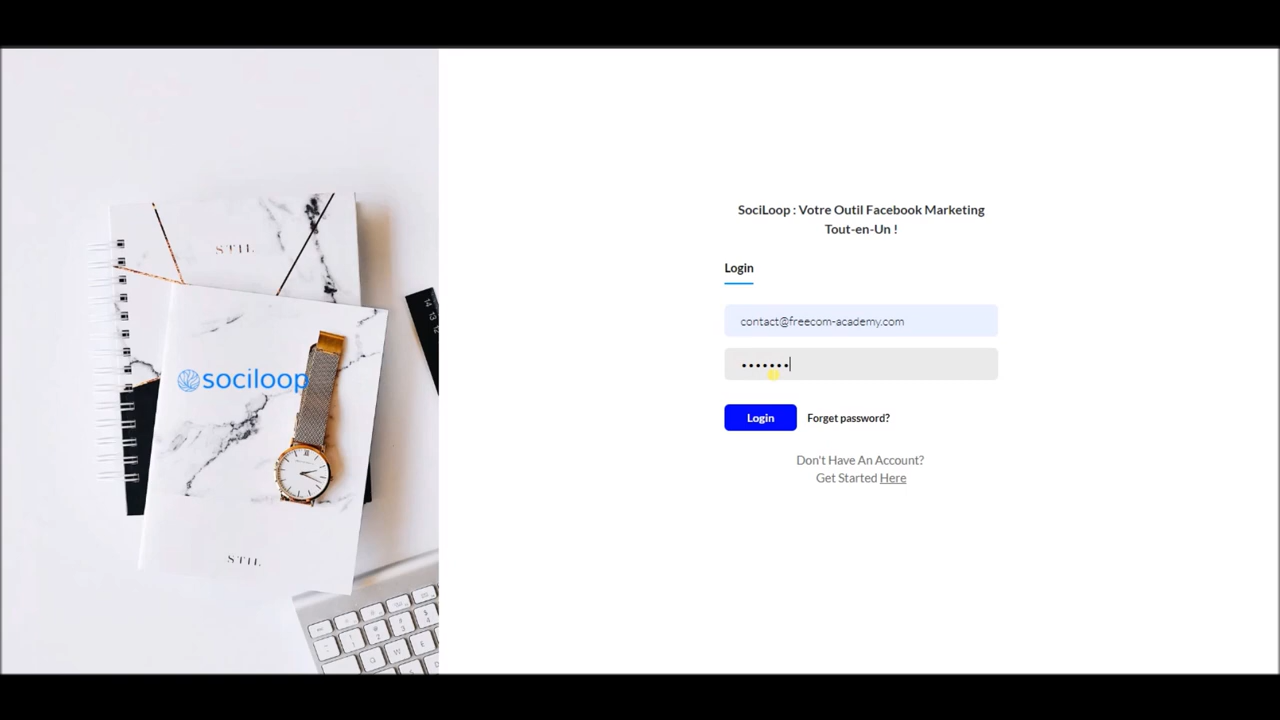 STIL
sociloop
STIL
SociLoop : Votre Outil Facebook Marketing
Tout-en-Un !
Login
contact@freecom-academy.com
•••••••
Login Forget password?
Don't Have An Account?
Get Started Here